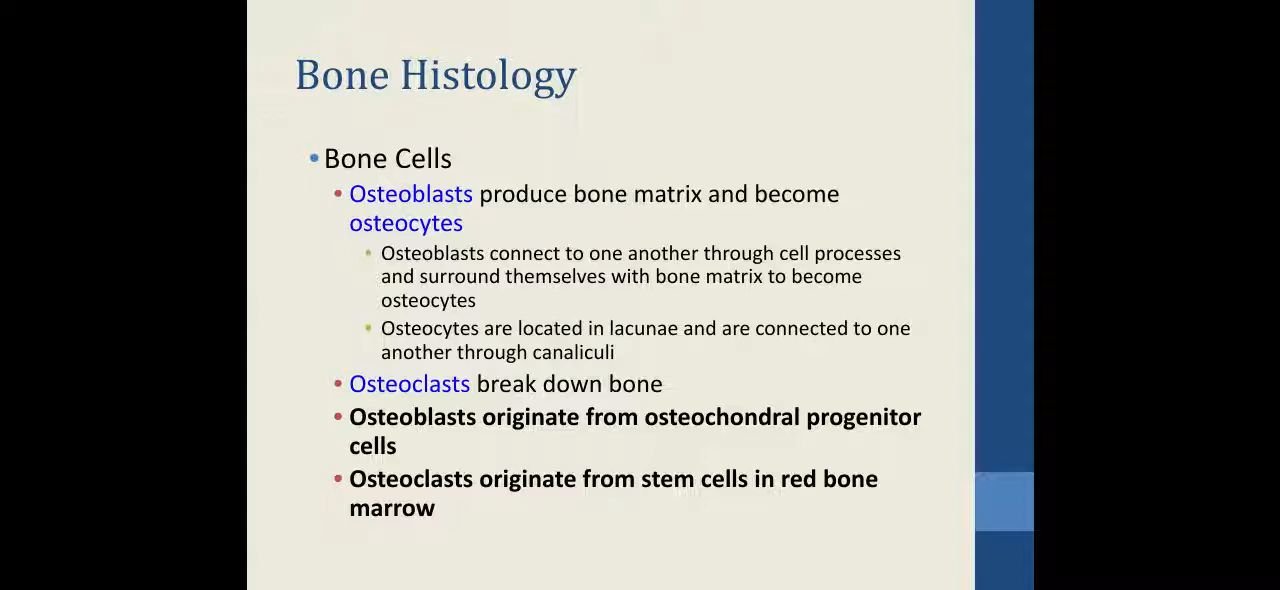 Bone Histology
• Bone Cells
• Osteoblasts produce bone matrix and become
osteocytes
• Osteoblasts connect to one another through cell processes
and surround themselves with bone matrix to become
osteocytes
• Osteocytes are located in lacunae and are connected to one
another through canaliculi
• Osteoclasts break down bone
• Osteoblasts originate from osteochondral progenitor
cells
• Osteoclasts originate from stem cells in red bone
marrow